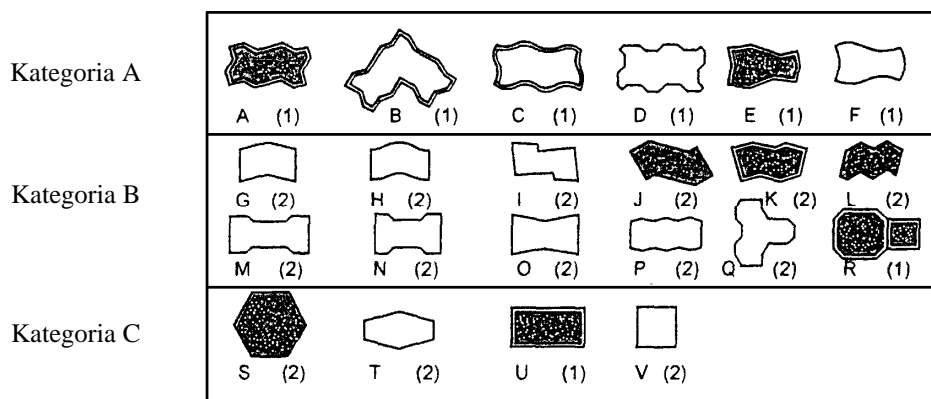 Kategoria A
A (1) B (1) C (1) D (1) E (1) F (1)
Kategoria B
G (2) H (2) I (2) J (2) K (2) L (2)
M (2) N (2) O (2) P (2) Q (2) R (1)
Kategoria C
S (2) T (2) U (1) V (2)